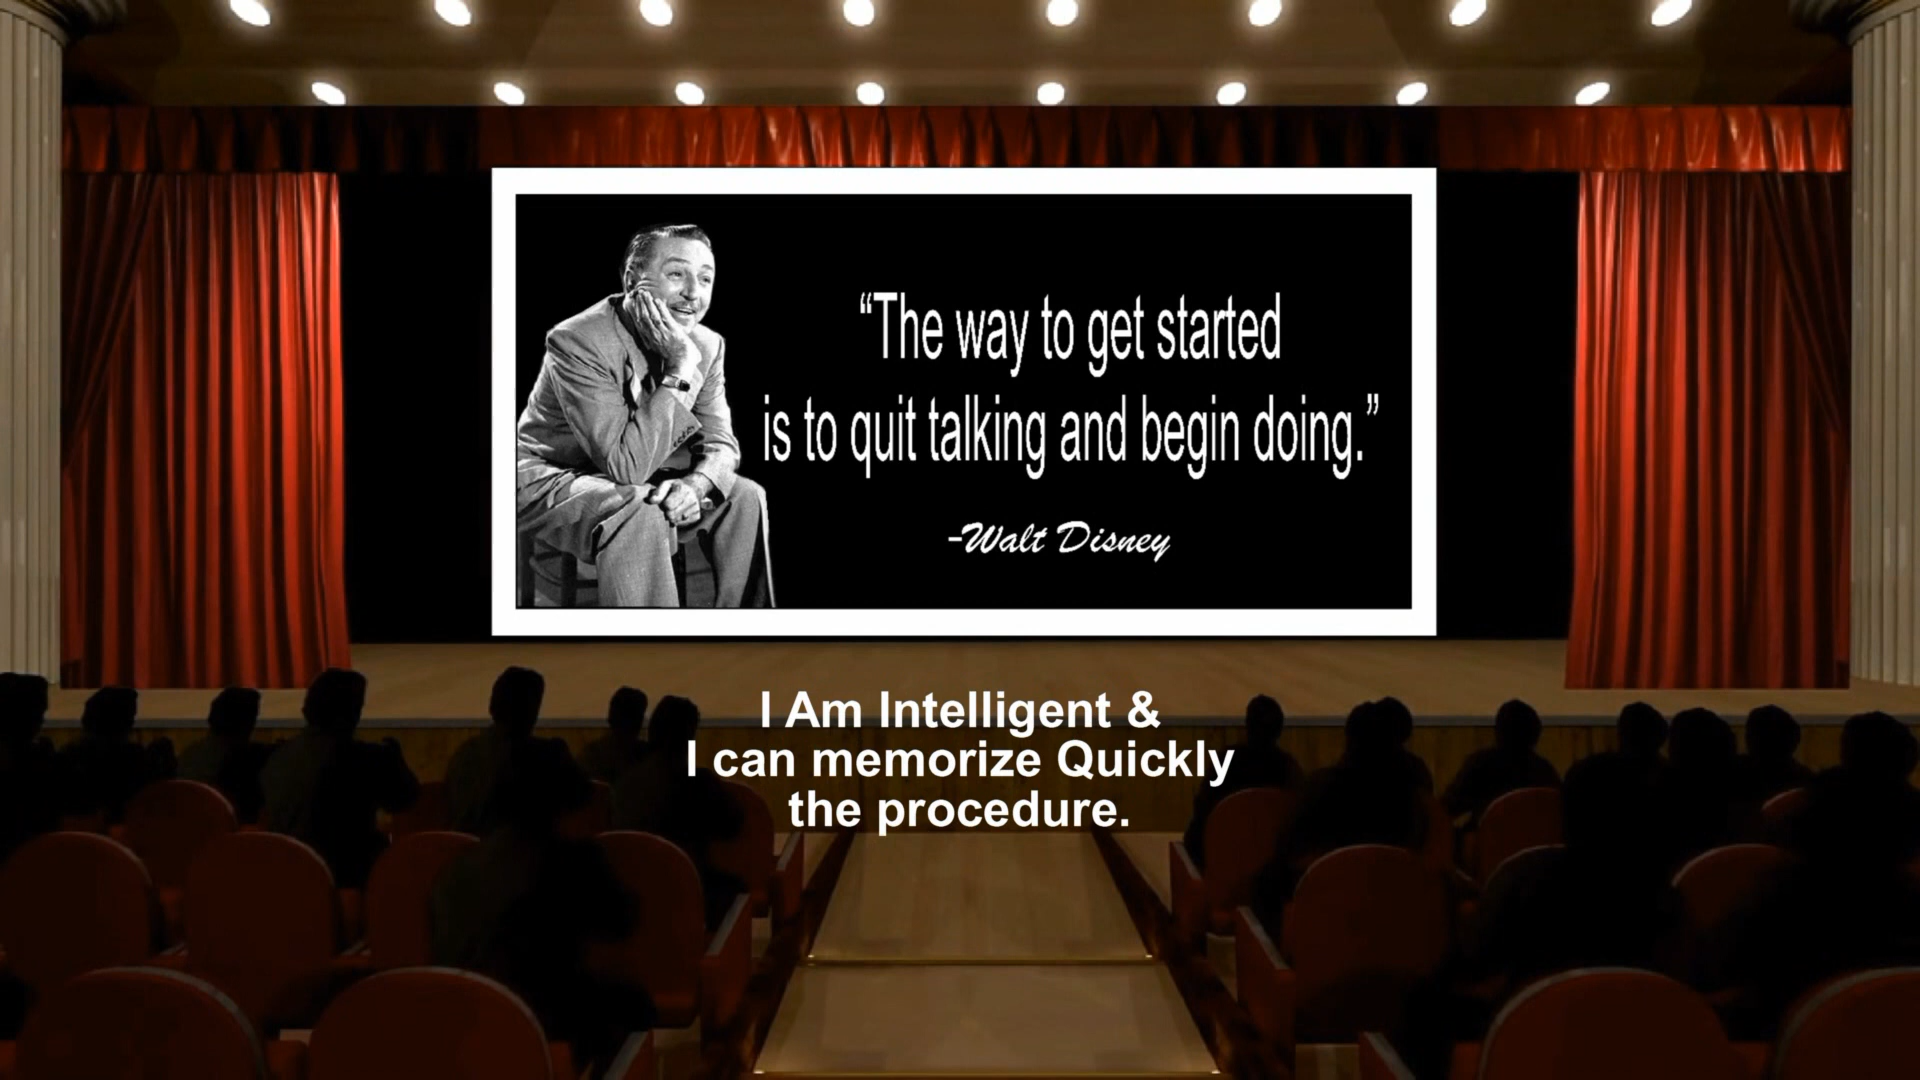 “The way to get started
is to quit talking and begin doing.”
-Walt Disney
I Am Intelligent &
I can memorize Quickly
the procedure.